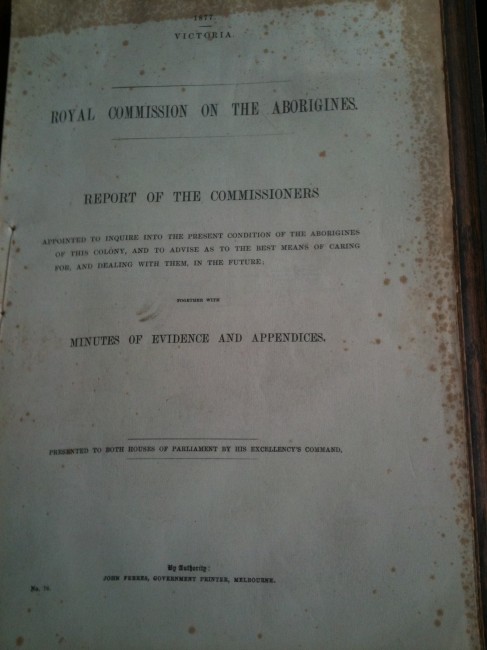 1877.
VICTORIA.
ROYAL COMMISSION ON THE ABORIGINES.
REPORT OF THE COMMISSIONERS
APPOINTED TO INQUIRE INTO THE PRESENT CONDITION OF THE ABORIGINES
OF THIS COLONY, AND TO ADVISE AS TO THE BEST MEANS OF CARING
FOR, AND DEALING WITH THEM, IN THE FUTURE;
TOGETHER WITH
MINUTES OF EVIDENCE AND APPENDICES.
PRESENTED TO BOTH HOUSES OF PARLIAMENT BY HIS EXCELLENCY'S COMMAND.
By Authority:
JOHN FERRES, GOVERNMENT PRINTER, MELBOURNE.
No. 76.